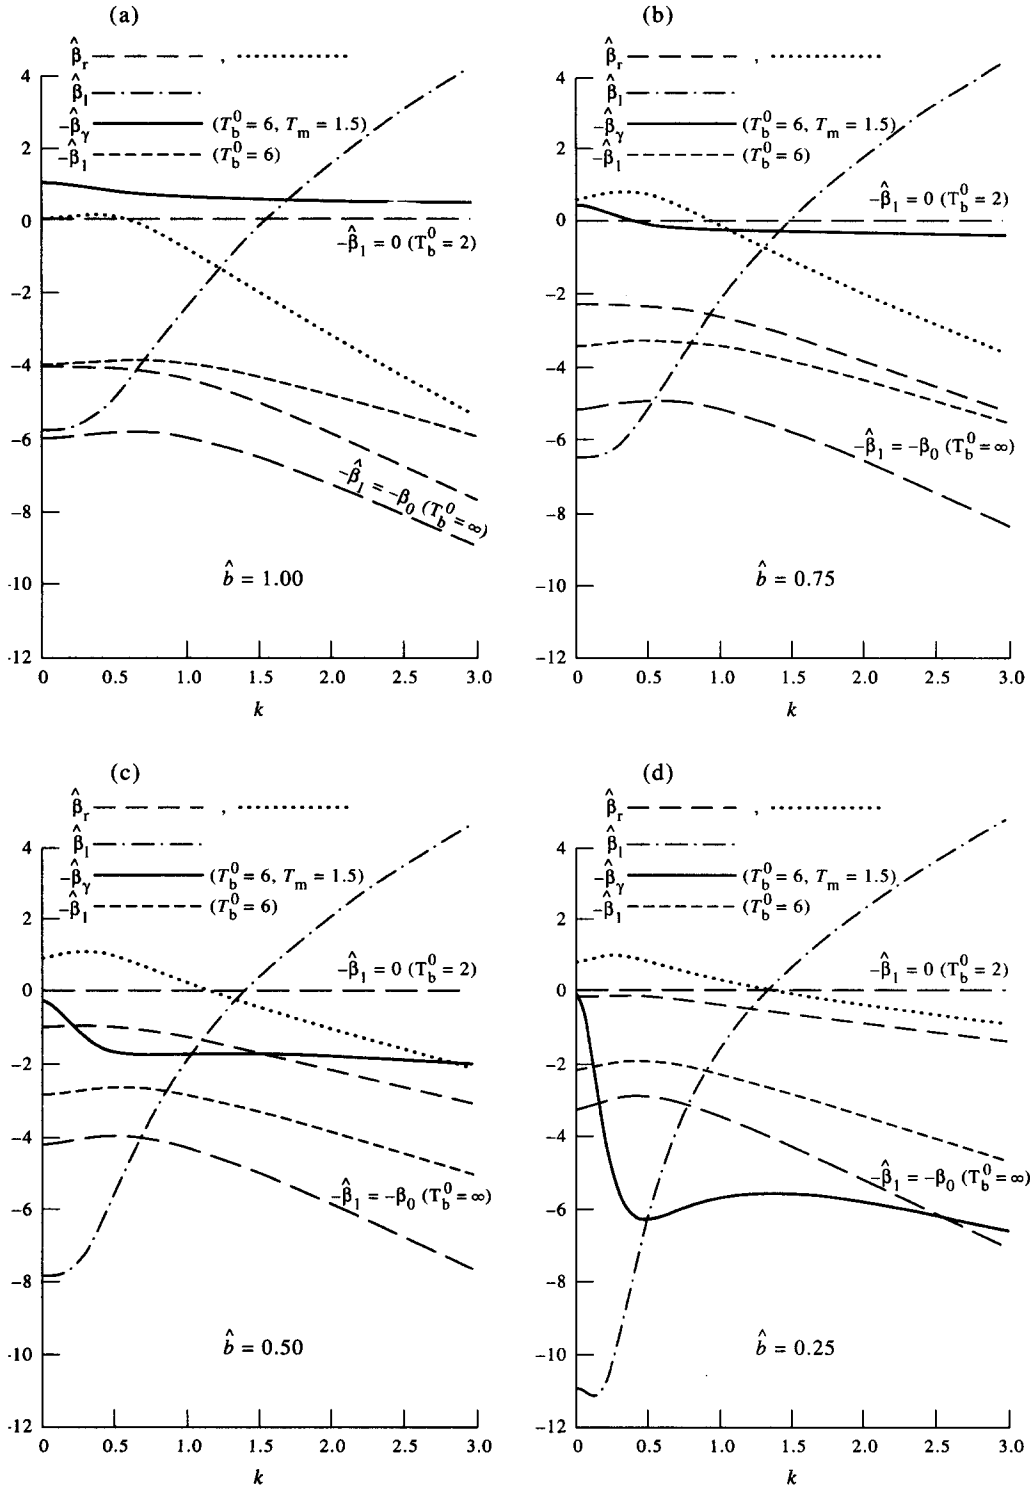 (a)
β̂r , 
β̂l
-β̂γ (T_b^0 = 6, T_m = 1.5)
-β̂1 (T_b^0 = 6)
4
2
0
−2
−4
−6
-8
-10
-12
-β̂1 = 0 (T_b^0 = 2)
-β̂1 = -β0 (T_b^0 = ∞)
b̂ = 1.00
0 0.5 1.0 1.5 2.0 2.5 3.0
k
(b)
β̂r , 
β̂l
-β̂γ (T_b^0 = 6, T_m = 1.5)
-β̂1 (T_b^0 = 6)
4
2
0
−2
−4
−6
−8
−10
−12
-β̂1 = 0 (T_b^0 = 2)
-β̂1 = -β0 (T_b^0 = ∞)
b̂ = 0.75
0 0.5 1.0 1.5 2.0 2.5 3.0
k
(c)
β̂r , 
β̂l
-β̂γ (T_b^0 = 6, T_m = 1.5)
-β̂1 (T_b^0 = 6)
4
2
0
−2
−4
−6
−8
-10
-12
-β̂1 = 0 (T_b^0 = 2)
-β̂1 = -β0 (T_b^0 = ∞)
b̂ = 0.50
0 0.5 1.0 1.5 2.0 2.5 3.0
k
(d)
β̂r , 
β̂l
-β̂γ (T_b^0 = 6, T_m = 1.5)
-β̂1 (T_b^0 = 6)
4
2
0
−2
−4
−6
−8
−10
−12
-β̂1 = 0 (T_b^0 = 2)
-β̂1 = -β0 (T_b^0 = ∞)
b̂ = 0.25
0 0.5 1.0 1.5 2.0 2.5 3.0
k